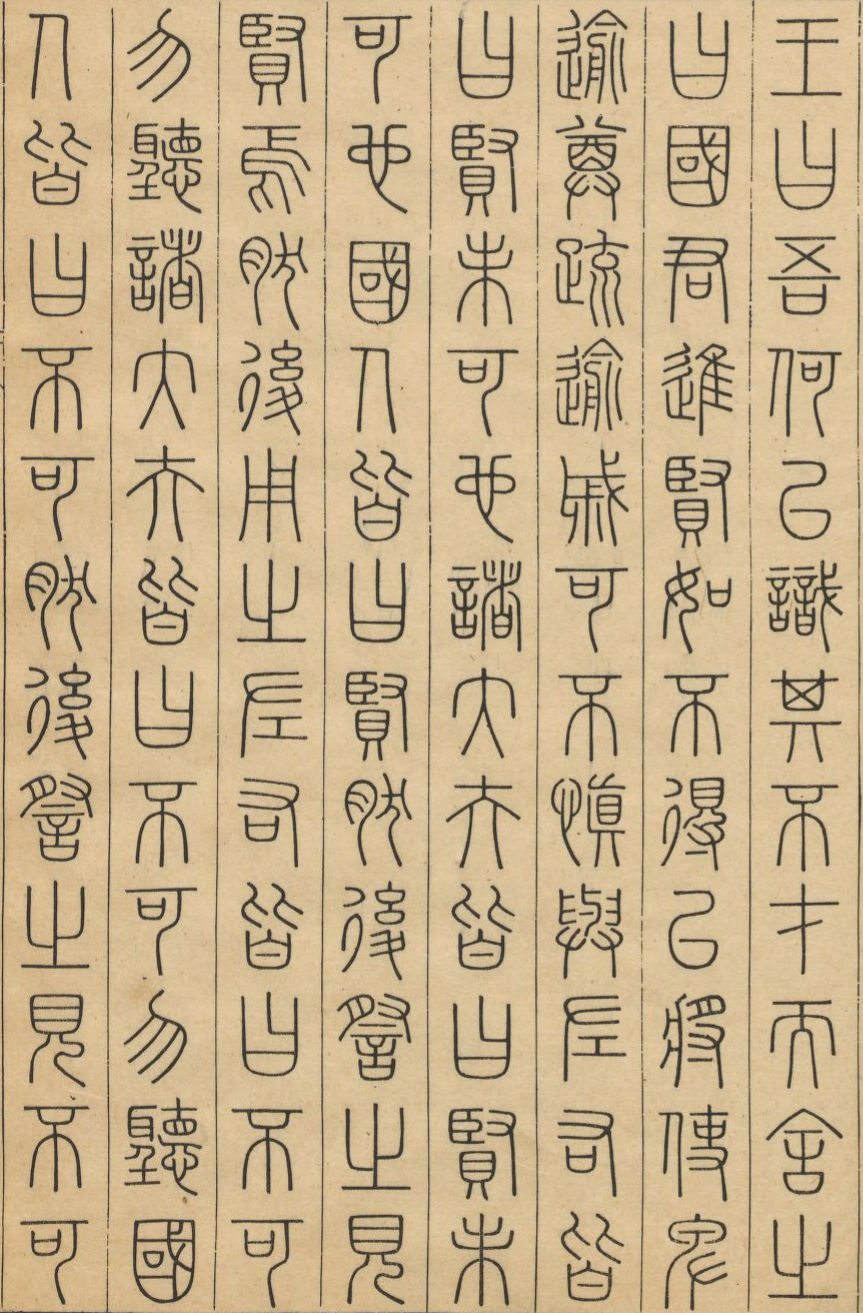 王曰吾何以識其不才而舍之
曰國君進賢如不得已將使卑
逾尊疏逾戚可不慎與左右皆
曰賢未可也諸大夫皆曰賢未
可也國人皆曰賢然後察之見
賢焉然後用之左右皆曰不可
勿聽諸大夫皆曰不可勿聽國
人皆曰不可然後察之見不可